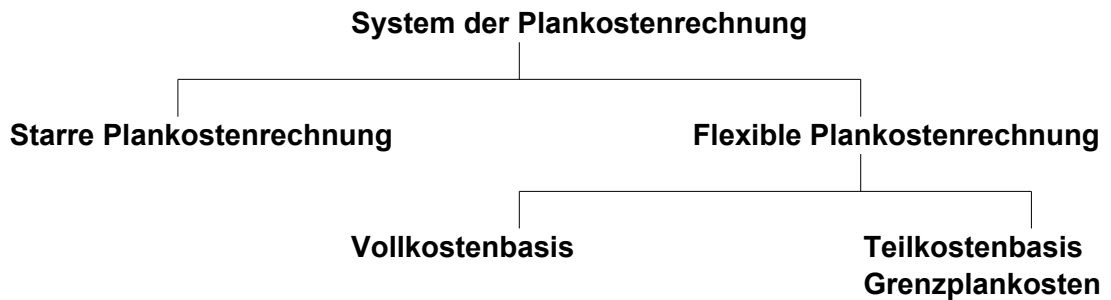 System der Plankostenrechnung
Starre Plankostenrechnung
Flexible Plankostenrechnung
Vollkostenbasis
Teilkostenbasis
Grenzplankosten